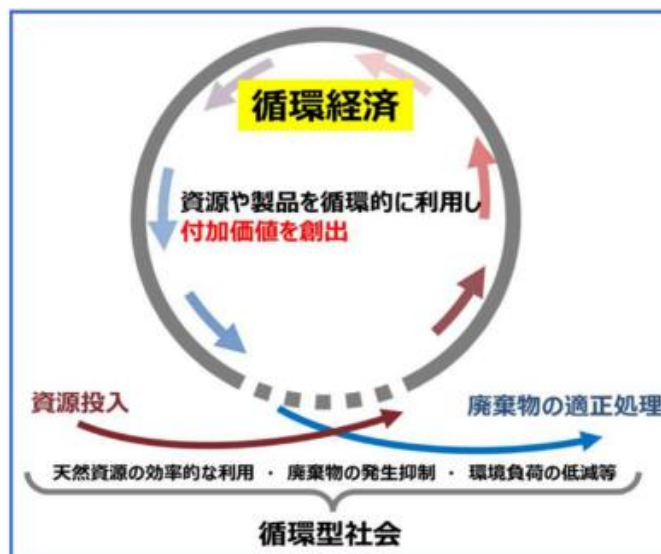 循環経済
資源や製品を循環的に利用し
付加価値を創出
資源投入
廃棄物の適正処理
天然資源の効率的な利用 ・ 廃棄物の発生抑制 ・ 環境負荷の低減等
循環型社会